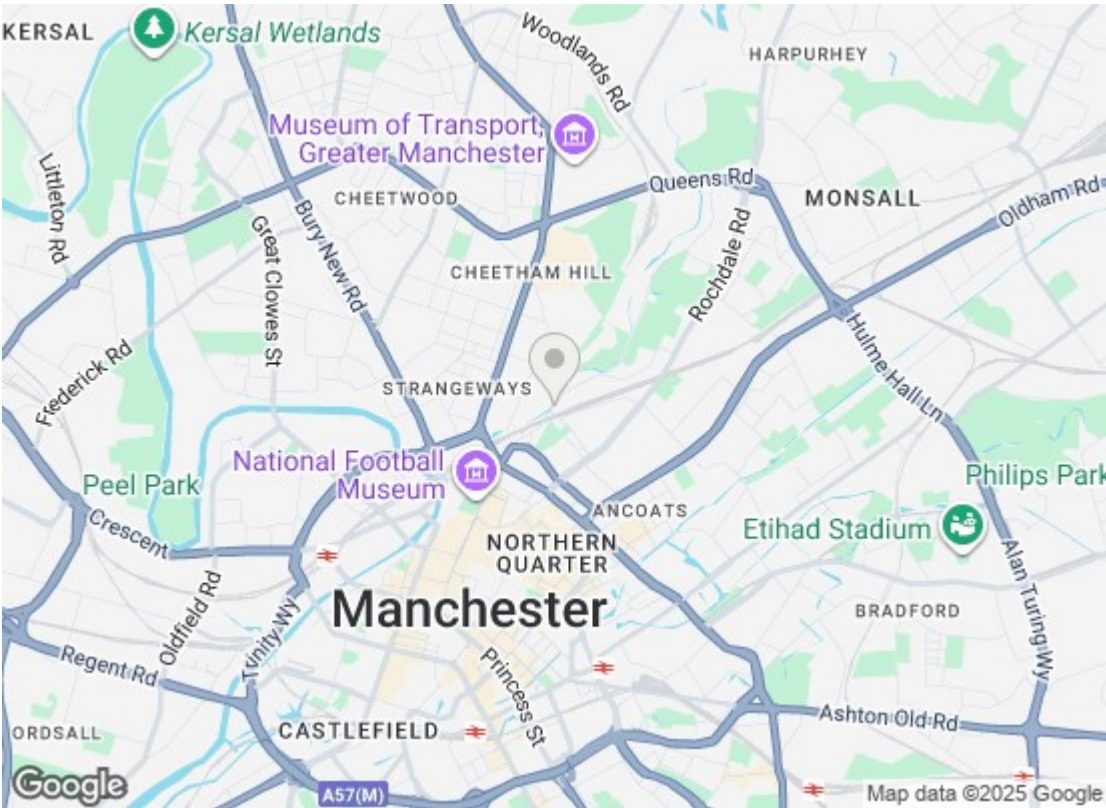 KERSAL
Kersal Wetlands
Woodlands Rd
HARPURHEY
Museum of Transport,
Greater Manchester
Littleton Rd
CHEETWOOD
Queens Rd
MONSALL
Oldham Rd
Great Clowes St
Bury New Rd
Rochdale Rd
CHEETHAM HILL
Frederick Rd
STRANGEWAYS
Hulme Hall Ln
National Football
Museum
Peel Park
Philips Park
Crescent
ANCOATS
Etihad Stadium
NORTHERN
QUARTER
Manchester
Oldfield Rd
Trinity Wy
BRADFORD
Alan Turing Wy
Regent Rd
Princess St
ORDSALL
CASTLEFIELD
Ashton Old Rd
Google
A57(M)
Map data ©2025 Google